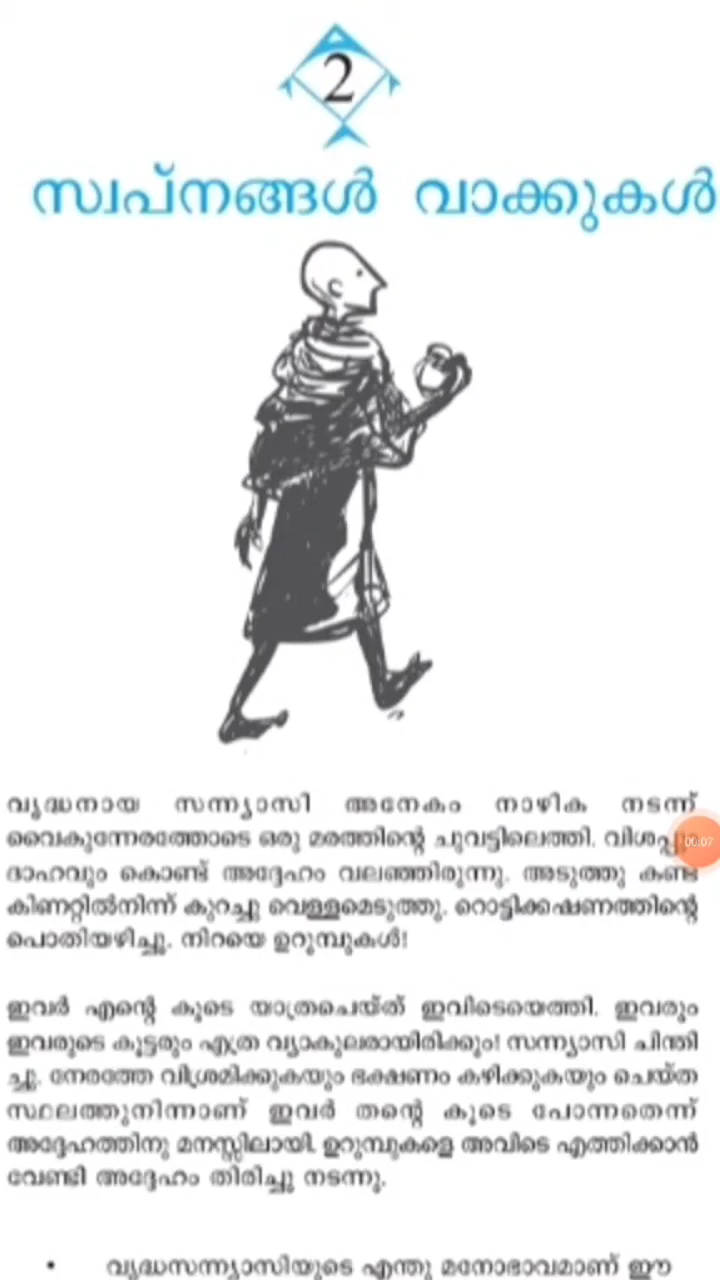 2
സ്വപ്നങ്ങൾ വാക്കുകൾ
വൃദ്ധനായ സന്ന്യാസി അനേകം നാഴിക നടന്ന്
വൈകുന്നേരത്തോടെ ഒരു മരത്തിന്റെ ചുവട്ടിലെത്തി. വിശപ്പും
00:07
ദാഹവും കൊണ്ട് അദ്ദേഹം വലഞ്ഞിരുന്നു. അടുത്തു കണ്ട
കിണറ്റിൽനിന്ന് കുറച്ചു വെള്ളമെടുത്തു. റൊട്ടിക്കഷണത്തിന്റെ
പൊതിയഴിച്ചു. നിറയെ ഉറുമ്പുകൾ!
ഇവർ എന്റെ കൂടെ യാത്രചെയ്ത് ഇവിടെയെത്തി. ഇവരും
ഇവരുടെ കൂട്ടരും എത്ര വ്യാകുലരായിരിക്കും! സന്ന്യാസി ചിന്തി
ച്ചു. നേരത്തേ വിശ്രമിക്കുകയും ഭക്ഷണം കഴിക്കുകയും ചെയ്ത
സ്ഥലത്തുനിന്നാണ് ഇവർ തന്റെ കൂടെ പോന്നതെന്ന്
അദ്ദേഹത്തിനു മനസ്സിലായി. ഉറുമ്പുകളെ അവിടെ എത്തിക്കാൻ
വേണ്ടി അദ്ദേഹം തിരിച്ചു നടന്നു.
• വൃദ്ധസന്ന്യാസിയുടെ എന്തു മനോഭാവമാണ് ഈ